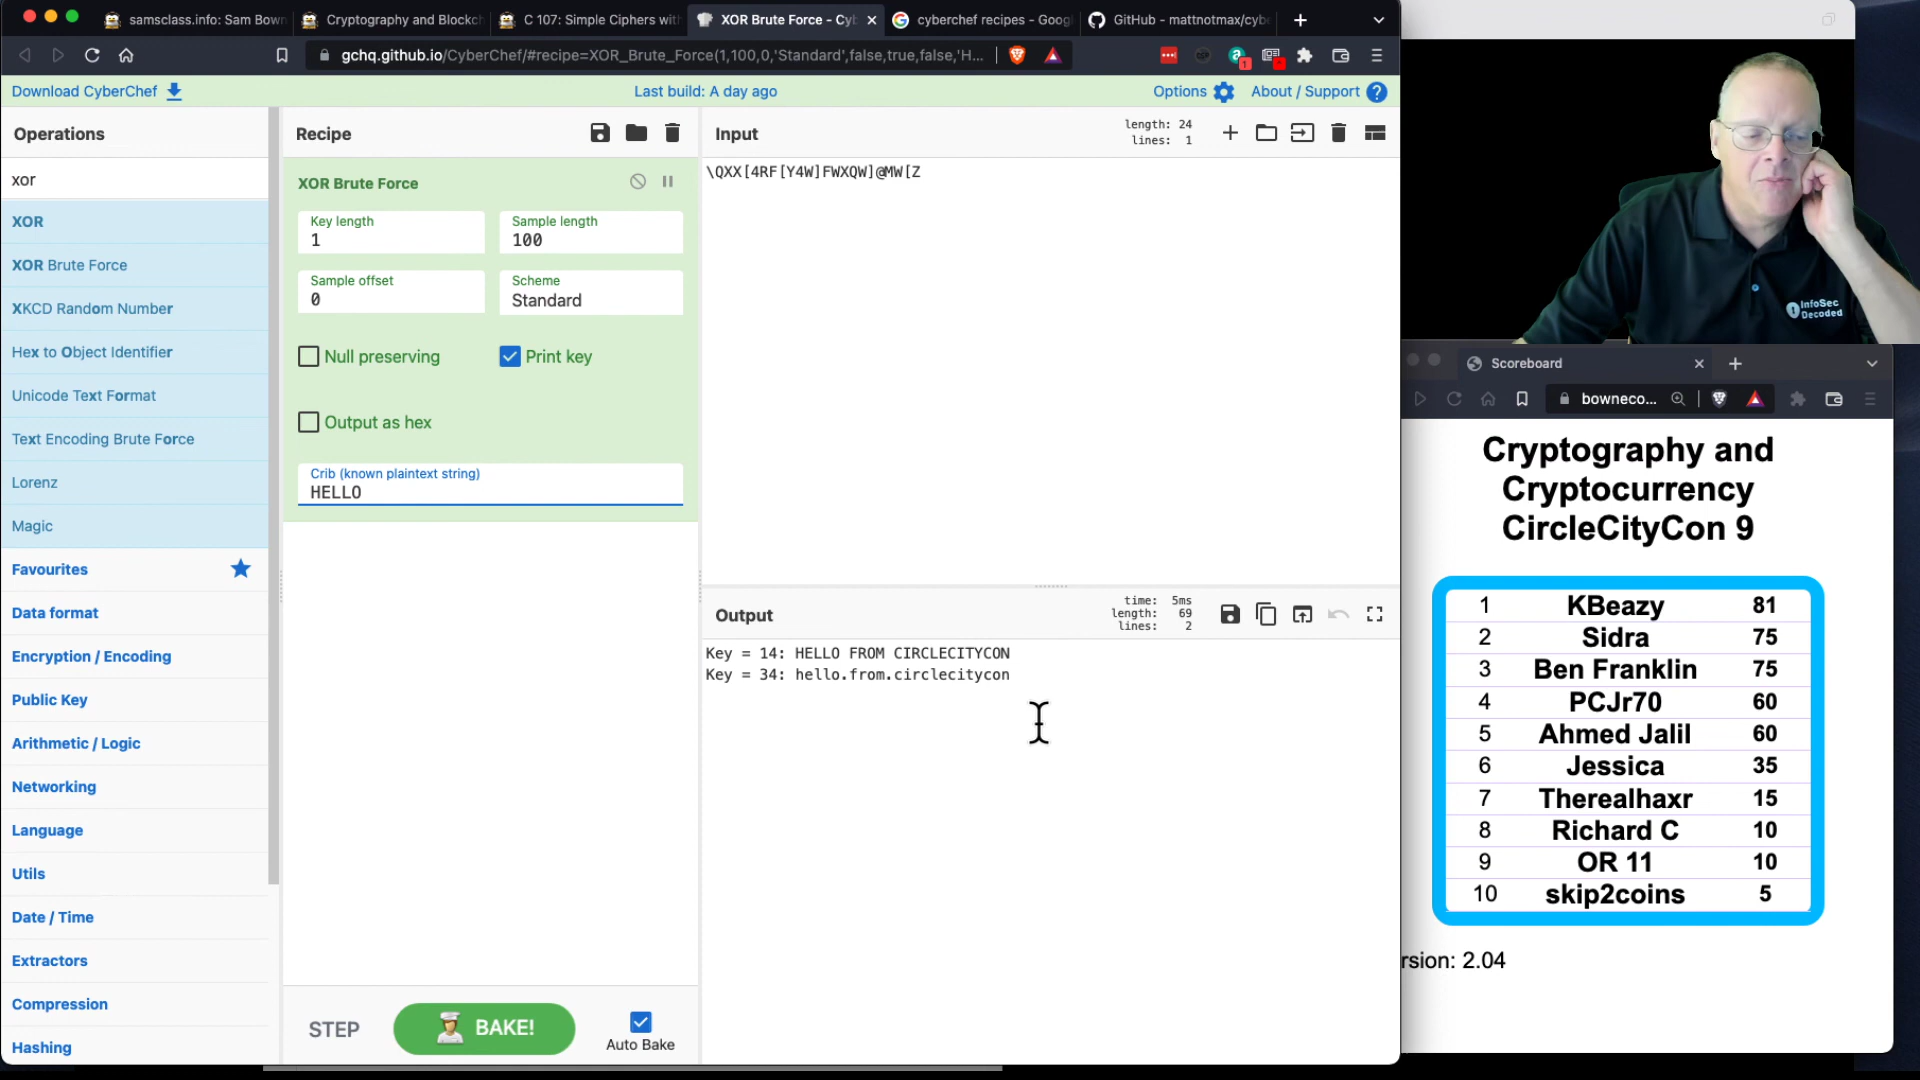 samsclass.info: Sam Bown
Cryptography and Blockch
C 107: Simple Ciphers with
XOR Brute Force - Cyb
cyberchef recipes - Goog
GitHub - mattnotmax/cybe
gchq.github.io/CyberChef/#recipe=XOR_Brute_Force(1,100,0,'Standard',false,true,false,'H...
Download CyberChef
Last build: A day ago
Options
About / Support
Operations
xor
XOR
XOR Brute Force
XKCD Random Number
Hex to Object Identifier
Unicode Text Format
Text Encoding Brute Force
Lorenz
Magic
Favourites
Data format
Encryption / Encoding
Public Key
Arithmetic / Logic
Networking
Language
Utils
Date / Time
Extractors
Compression
Hashing
Recipe
XOR Brute Force
Key length
1
Sample length
100
Sample offset
0
Scheme
Standard
Null preserving
Print key
Output as hex
Crib (known plaintext string)
HELLO
STEP
BAKE!
Auto Bake
Input
length: 24
lines: 1
\QXX[4RF[Y4W]FWXQW]@MW[Z
Output
time: 5ms
length: 69
lines: 2
Key = 14: HELLO FROM CIRCLECITYCON
Key = 34: hello.from.circlecitycon
InfoSec
Decoded
Scoreboard
bowneco...
Cryptography and
Cryptocurrency
CircleCityCon 9
1 KBeazy 81
2 Sidra 75
3 Ben Franklin 75
4 PCJr70 60
5 Ahmed Jalil 60
6 Jessica 35
7 Therealhaxr 15
8 Richard C 10
9 OR 11 10
10 skip2coins 5
rsion: 2.04